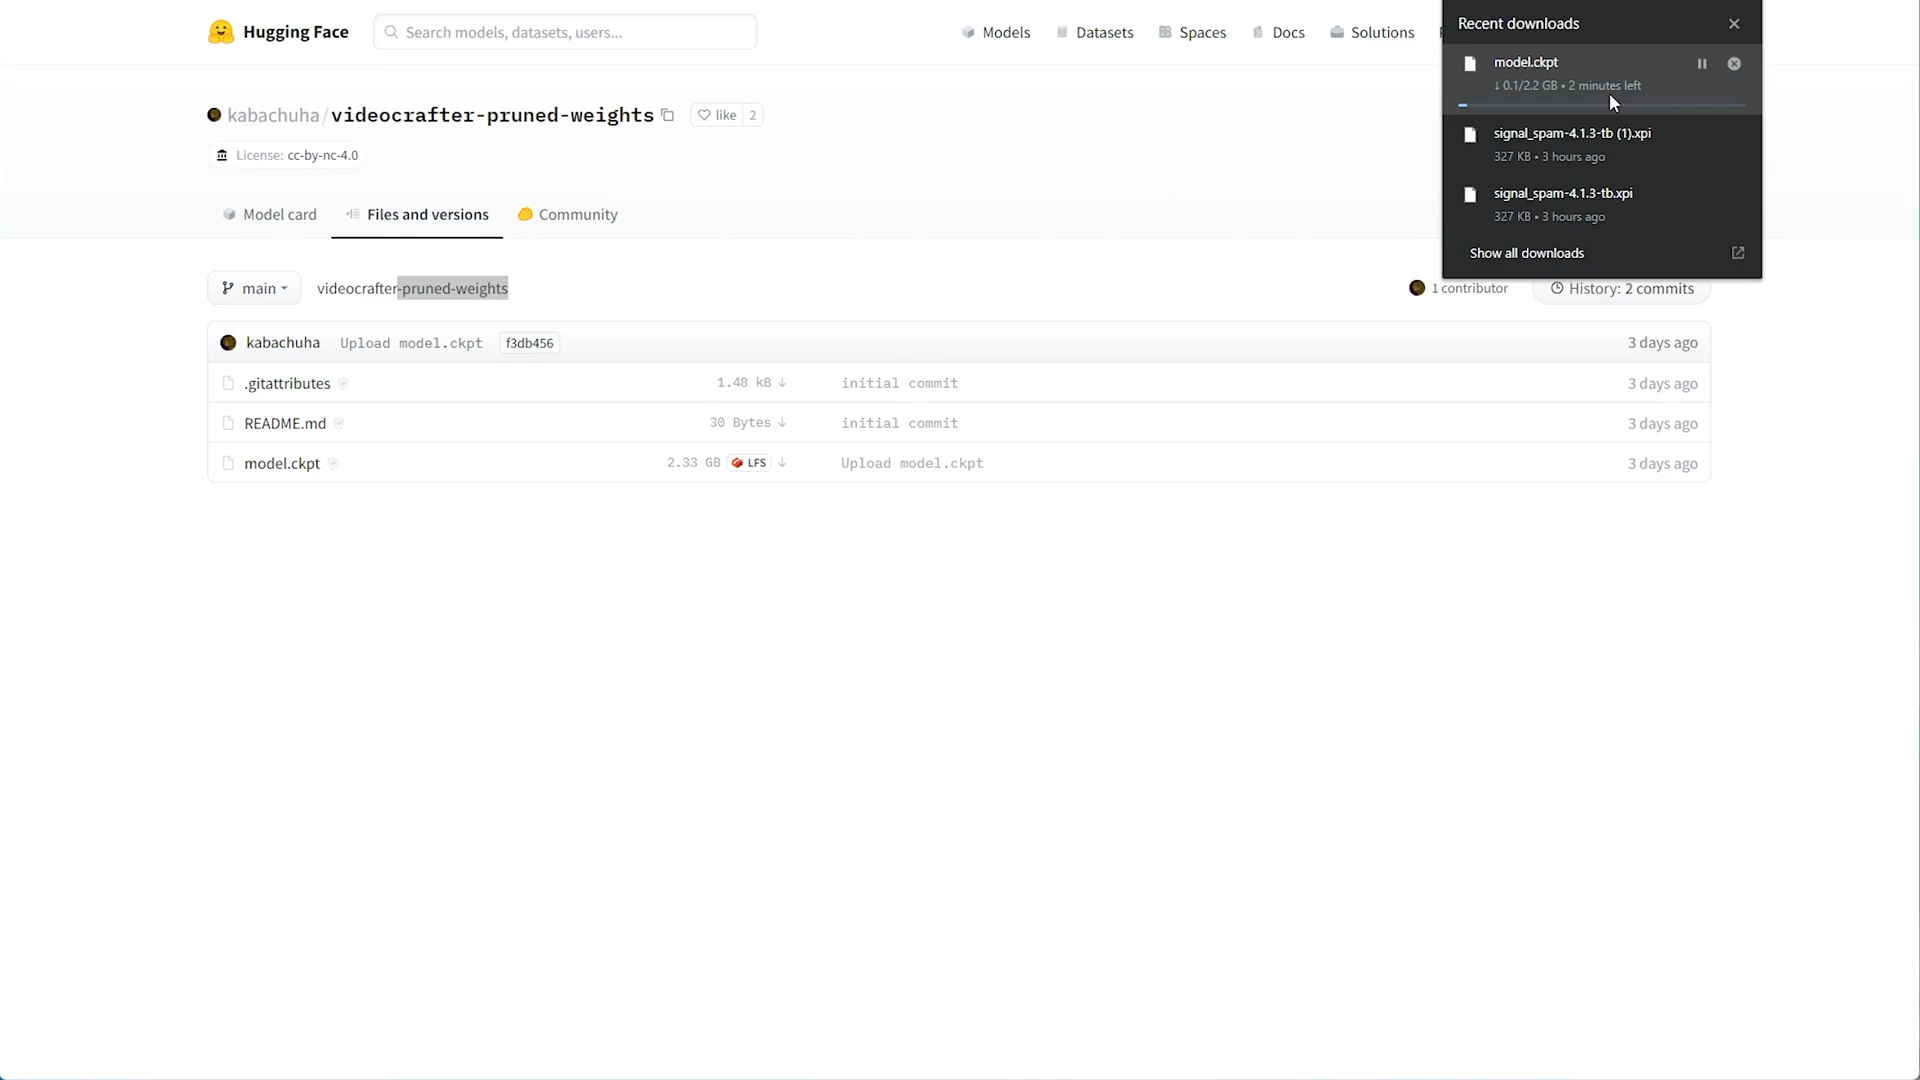 Hugging Face
Search models, datasets, users...
Models
Datasets
Spaces
Docs
Solutions
kabachuha/videocrafter-pruned-weights
like 2
License: cc-by-nc-4.0
Model card
Files and versions
Community
main
videocrafter-pruned-weights
1 contributor
History: 2 commits
kabachuha Upload model.ckpt f3db456 3 days ago
.gitattributes 1.48 kB ↓ initial commit 3 days ago
README.md 30 Bytes ↓ initial commit 3 days ago
model.ckpt 2.33 GB LFS ↓ Upload model.ckpt 3 days ago
Recent downloads
model.ckpt
↓ 0.1/2.2 GB • 2 minutes left
signal_spam-4.1.3-tb (1).xpi
327 KB • 3 hours ago
signal_spam-4.1.3-tb.xpi
327 KB • 3 hours ago
Show all downloads